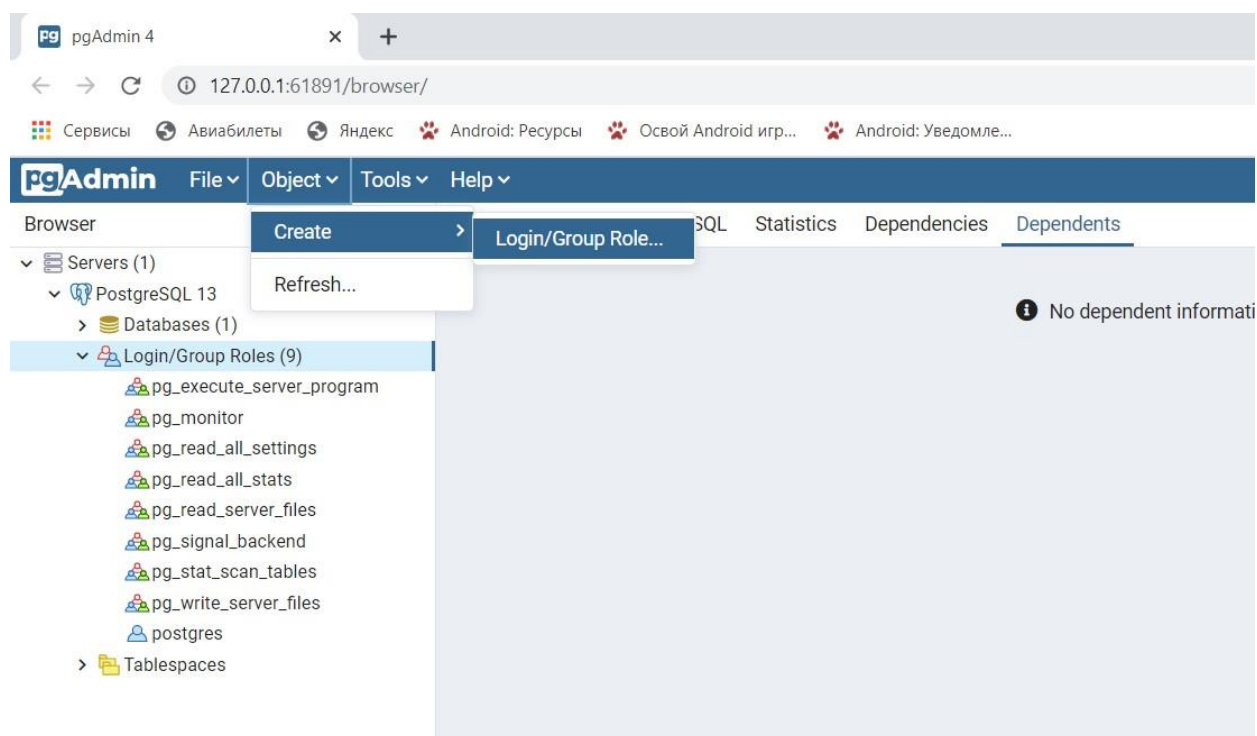 pgAdmin 4
127.0.0.1:61891/browser/
Сервисы Авиабилеты Яндекс Android: Ресурсы Освой Android игр... Android: Уведомле...
pgAdmin File Object Tools Help
Browser SQL Statistics Dependencies Dependents
Create
Login/Group Role...
Refresh...
Servers (1)
PostgreSQL 13
Databases (1)
Login/Group Roles (9)
pg_execute_server_program
pg_monitor
pg_read_all_settings
pg_read_all_stats
pg_read_server_files
pg_signal_backend
pg_stat_scan_tables
pg_write_server_files
postgres
Tablespaces
No dependent informati